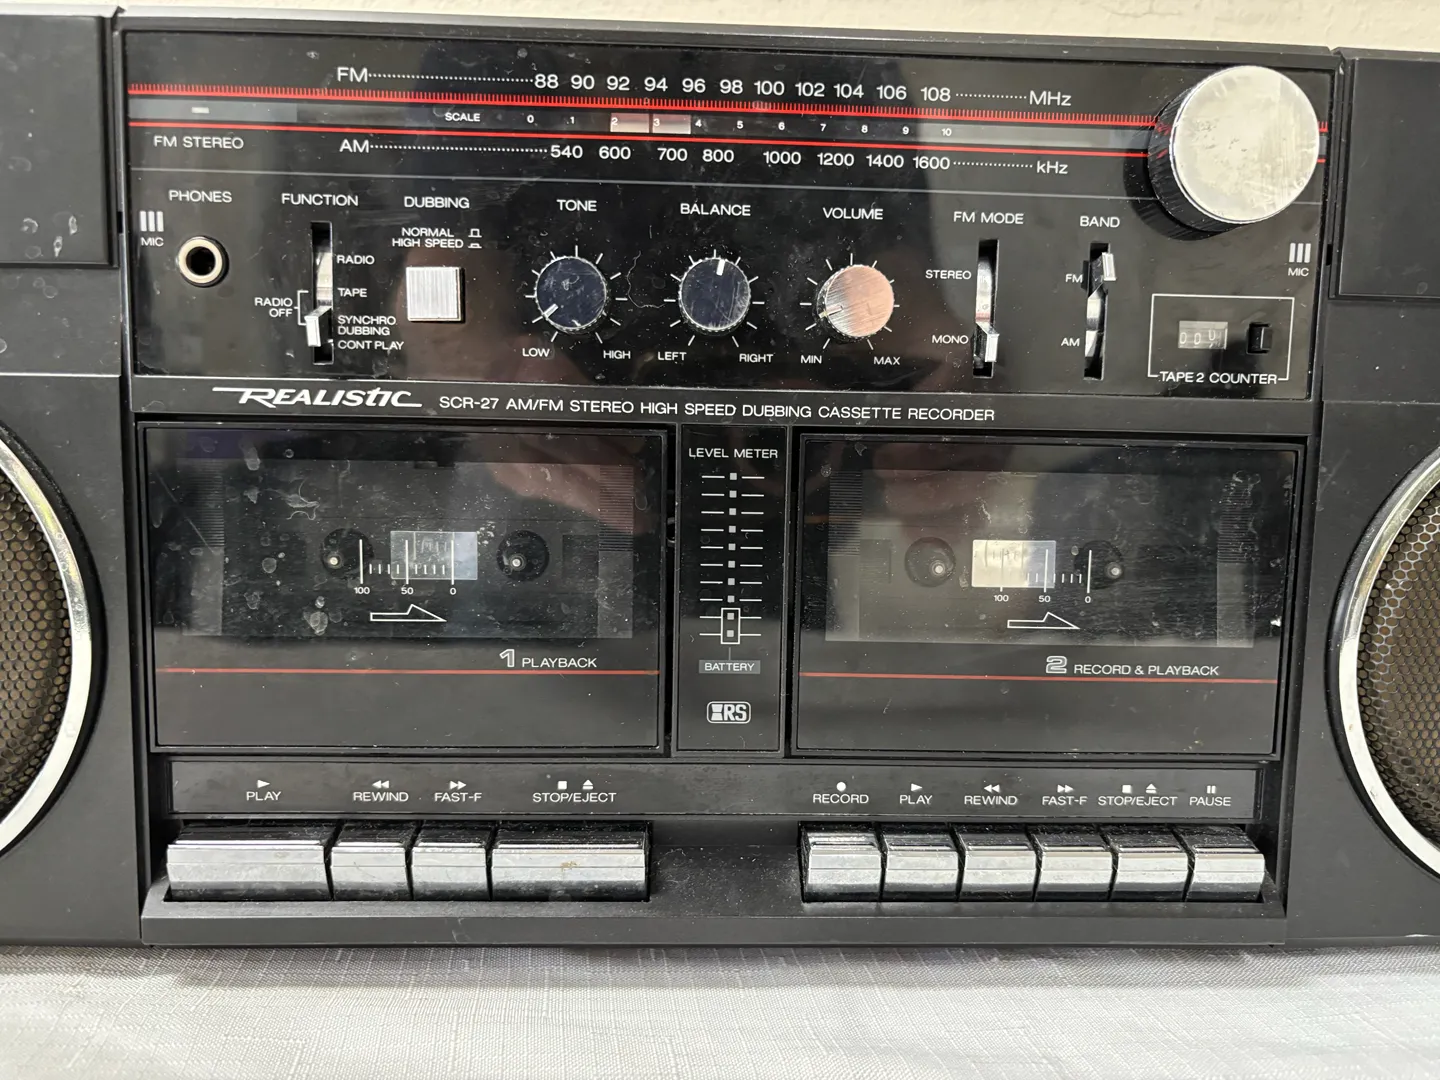 FM 88 90 92 94 96 98 100 102 104 106 108 MHz
SCALE 0 .1 2 3 4 5 6 7 8 9 10
FM STEREO
AM 540 600 700 800 1000 1200 1400 1600 kHz
PHONES FUNCTION DUBBING TONE BALANCE VOLUME FM MODE BAND
MIC
NORMAL
HIGH SPEED
RADIO
TAPE
RADIO OFF
SYNCHRO. DUBBING
CONT PLAY
LOW HIGH
LEFT RIGHT
MIN MAX
STEREO
MONO
FM
AM
MIC
TAPE 2 COUNTER
REALISTIC SCR-27 AM/FM STEREO HIGH SPEED DUBBING CASSETTE RECORDER
LEVEL METER
100 50 0
100 50 0
1 PLAYBACK
BATTERY
2 RECORD & PLAYBACK
RS
PLAY REWIND FAST-F STOP/EJECT
RECORD PLAY REWIND FAST-F STOP/EJECT PAUSE